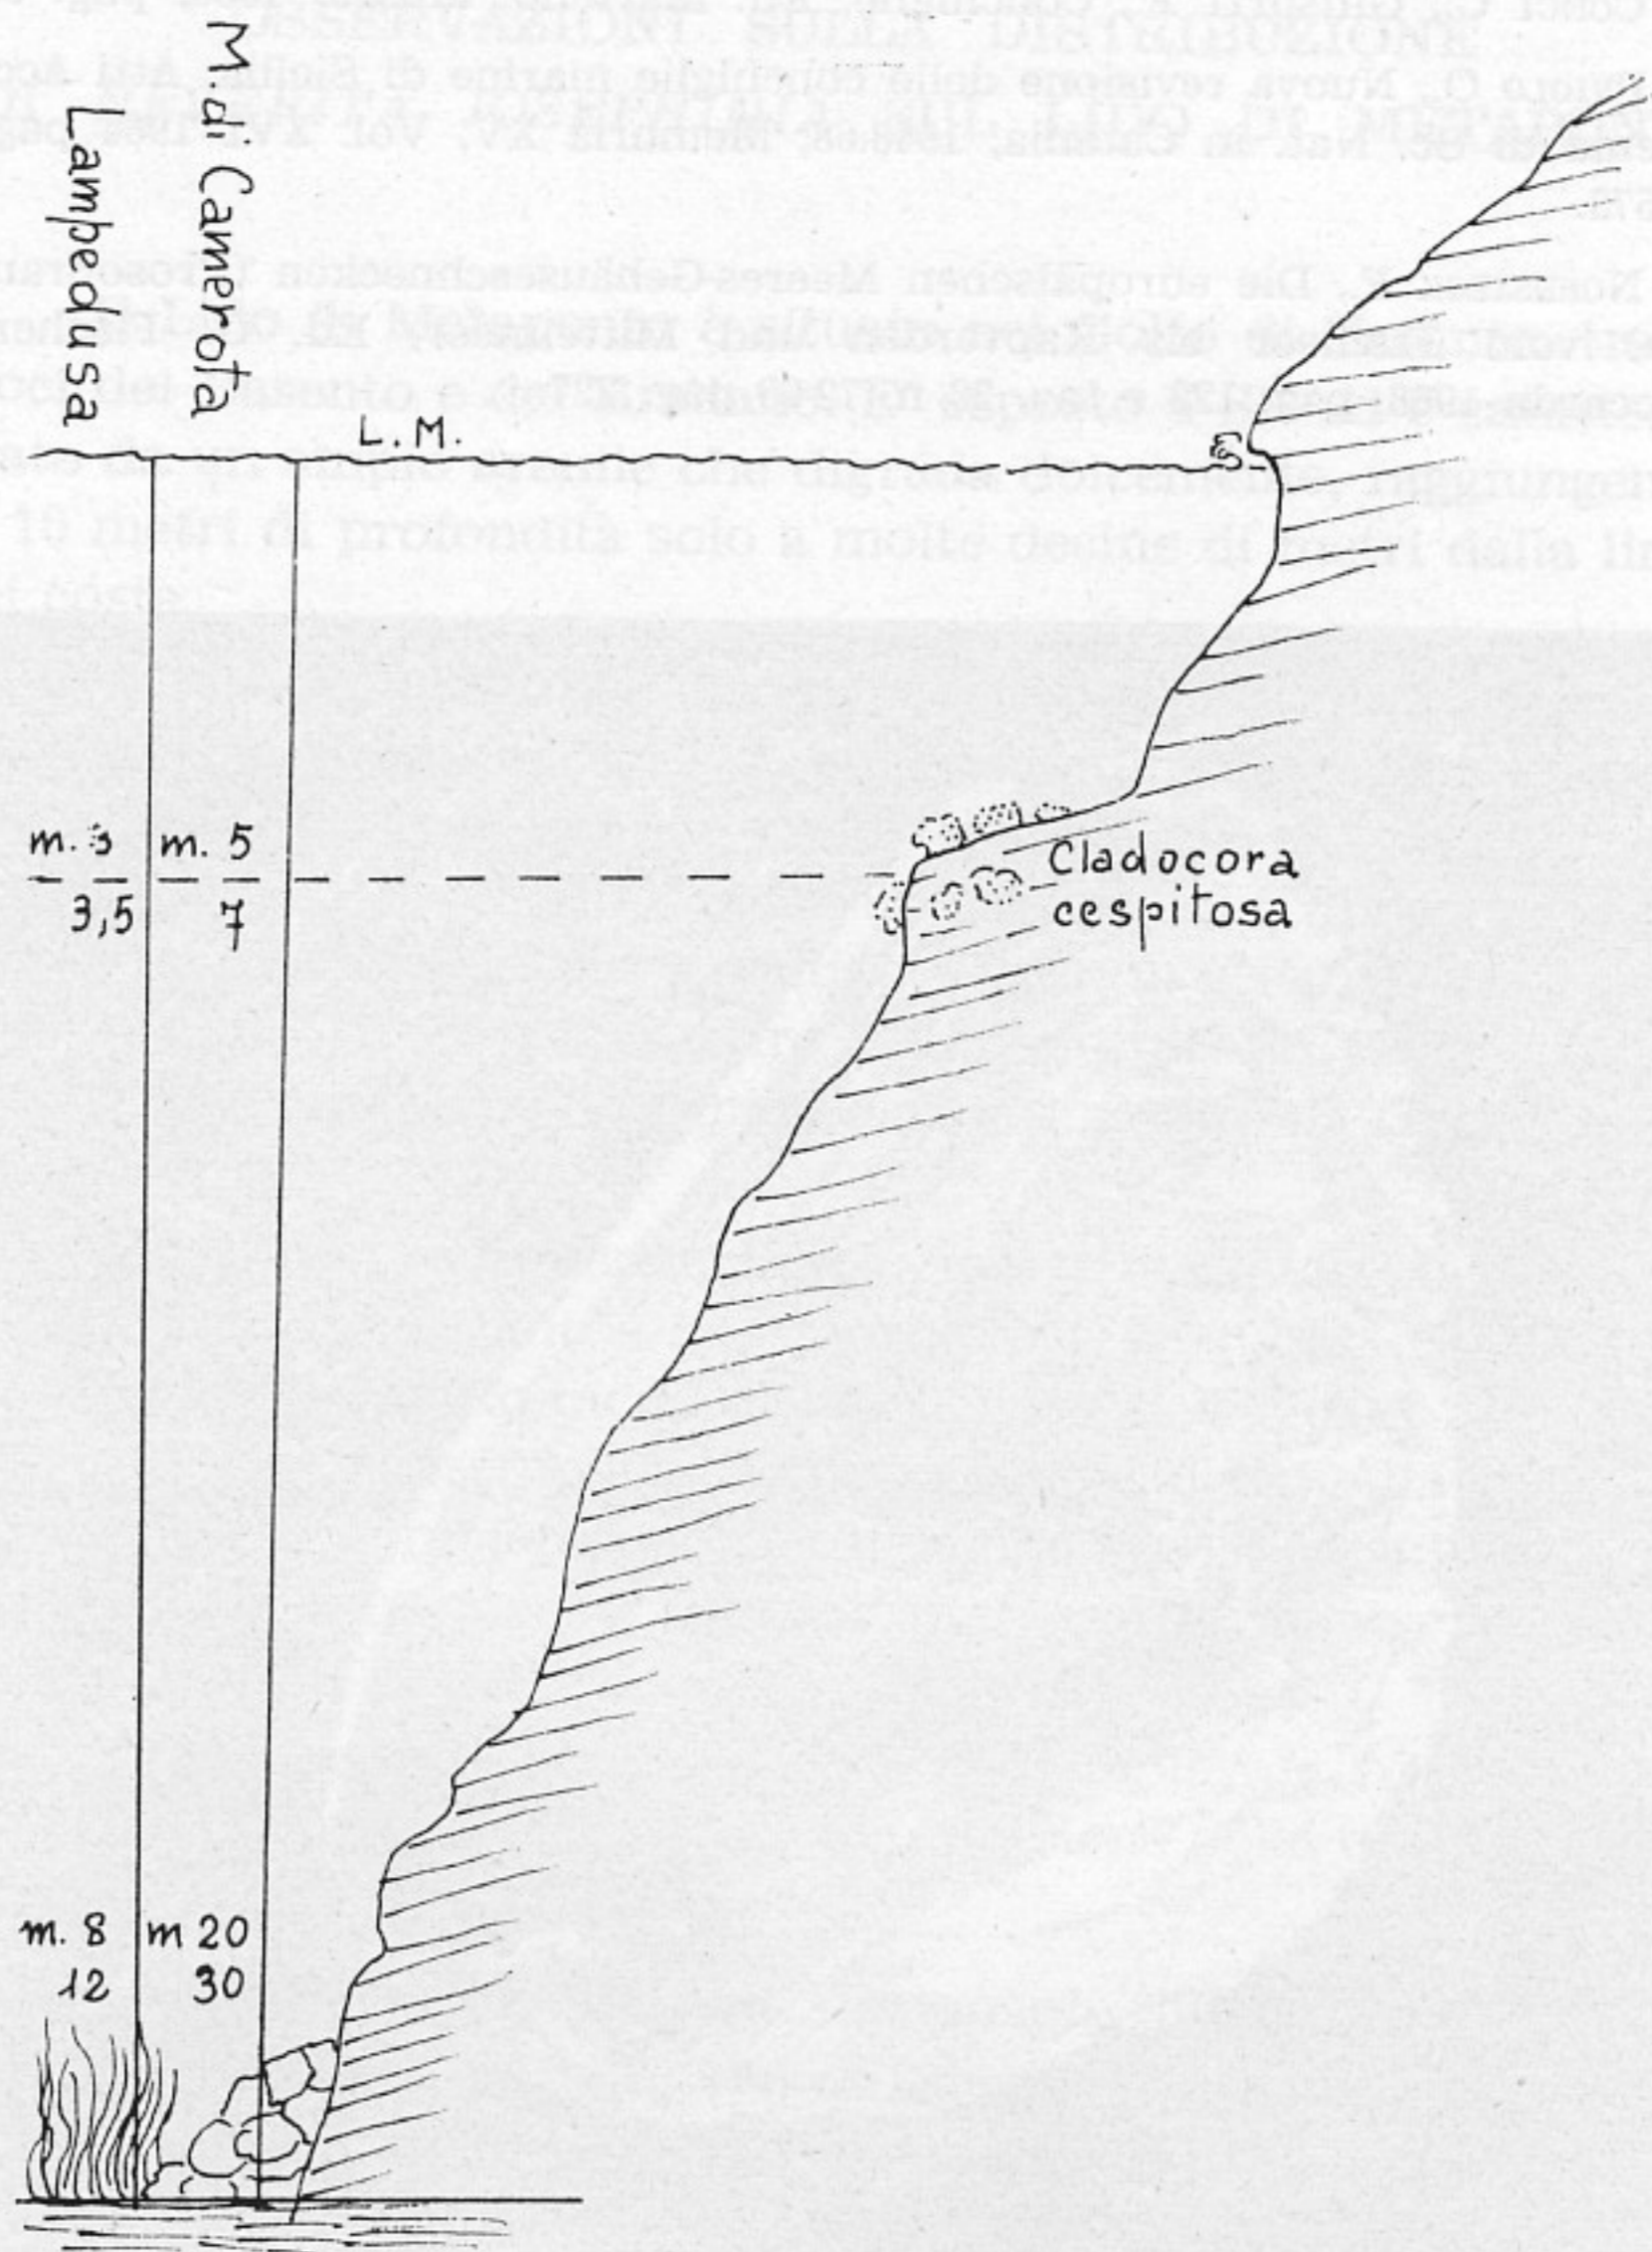 M. di Camerota
Lampedusa
L. M.
m. 3
m. 5
3,5
7
Cladocora
cespitosa
m. 8
m 20
12
30